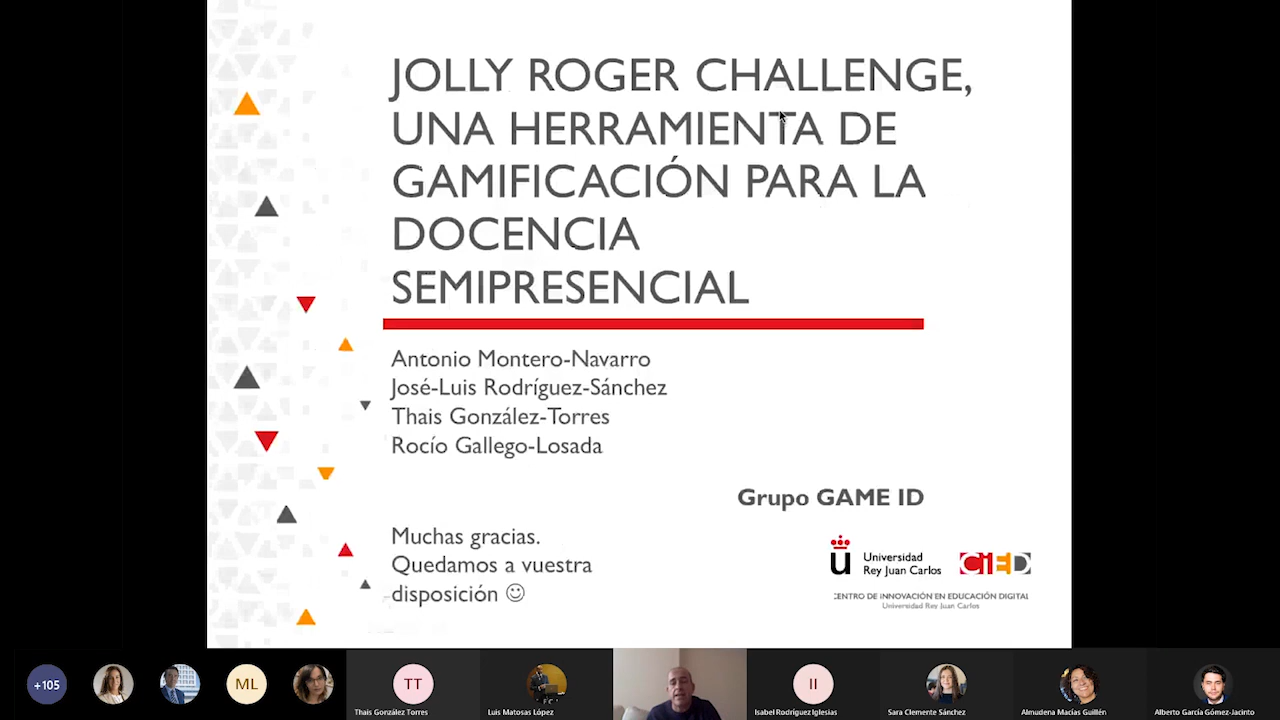 JOLLY ROGER CHALLENGE,
UNA HERRAMIENTA DE
GAMIFICACIÓN PARA LA
DOCENCIA
SEMIPRESENCIAL
Antonio Montero-Navarro
José-Luis Rodríguez-Sánchez
Thais González-Torres
Rocío Gallego-Losada
Grupo GAME ID
Muchas gracias.
Quedamos a vuestra
disposición ☺
u Universidad
Rey Juan Carlos
CiED
CENTRO DE INNOVACIÓN EN EDUCACIÓN DIGITAL
Universidad Rey Juan Carlos
+105
ML
TT
II
Thais González Torres
Luis Matosas López
Isabel Rodríguez Iglesias
Sara Clemente Sánchez
Almudena Macías Guillén
Alberto García Gómez-Jacinto